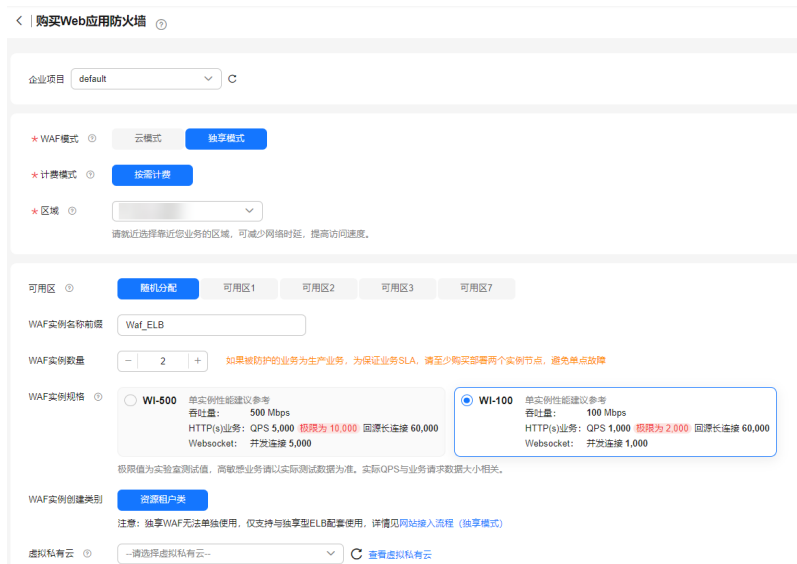 购买Web应用防火墙
企业项目 default
WAF模式 云模式 独享模式
计费模式 按需计费
区域
请就近选择靠近您业务的区域，可减少网络时延，提高访问速度。
可用区 随机分配 可用区1 可用区2 可用区3 可用区7
WAF实例名称前缀 Waf_ELB
WAF实例数量 － 2 + 如果被防护的业务为生产业务，为保证业务SLA，请至少购买部署两个实例节点，避免单点故障
WAF实例规格 WI-500 单实例性能建议参考 WI-100 单实例性能建议参考
吞吐量： 500 Mbps 吞吐量： 100 Mbps
HTTP(s)业务： QPS 5,000 极限为 10,000 回源长连接 60,000 HTTP(s)业务： QPS 1,000 极限为 2,000 回源长连接 60,000
Websocket： 并发连接 5,000 Websocket： 并发连接 1,000
极限值为实验室测试值，高敏感业务请以实际测试数据为准。实际QPS与业务请求数据大小相关。
WAF实例创建类别 资源租户类
注意：独享WAF无法单独使用，仅支持与独享型ELB配套使用，详情见网站接入流程（独享模式）
虚拟私有云 --请选择虚拟私有云-- 查看虚拟私有云